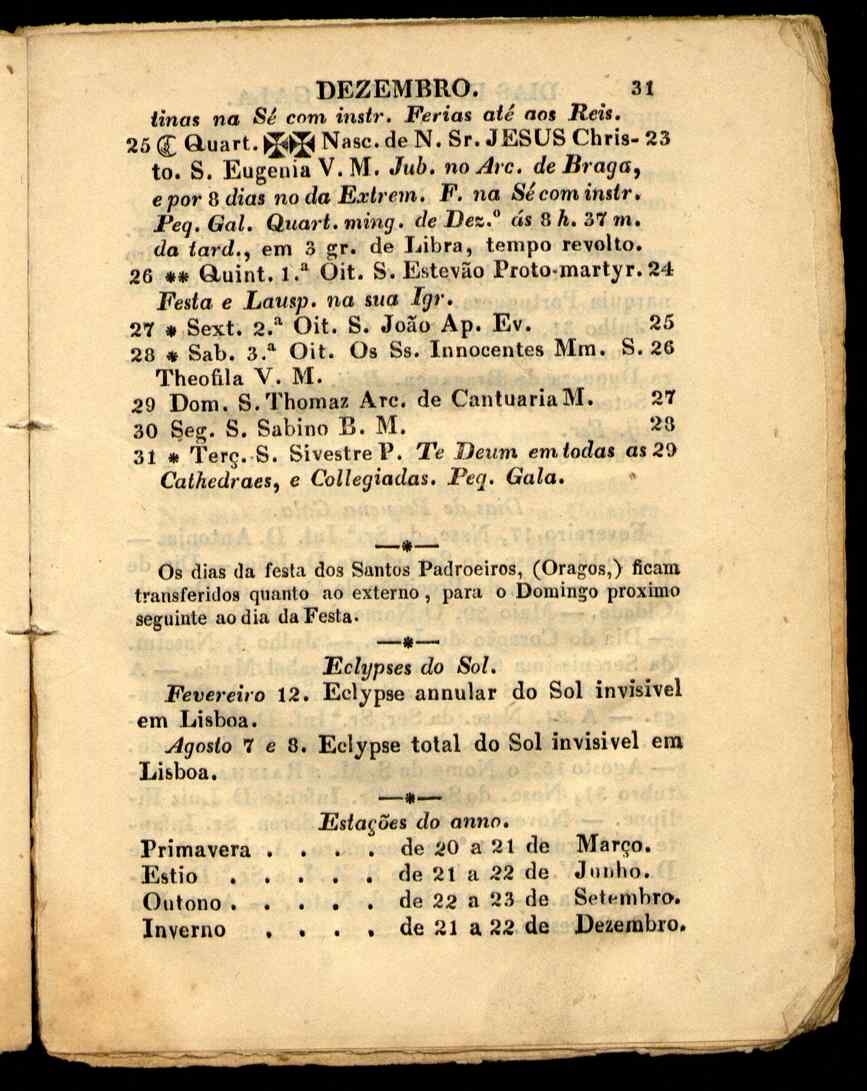 DEZEMBRO. 31
tinas na Sé com instr. Ferias até aos Reis.
25 ☾ Quart. ✠✠ Nasc. de N. Sr. JESUS Chris- 23
to. S. Eugenia V. M. Jub. no Arc. de Braga,
e por 8 dias no da Extrem. F. na Sé com instr.
Peq. Gal. Quart. ming. de Dez.º ás 8 h. 37 m.
da tard., em 3 gr. de Libra, tempo revolto.
26 ** Quint. 1.ª Oit. S. Estevão Proto-martyr. 24
Festa e Lausp. na sua Igr.
27 * Sext. 2.ª Oit. S. João Ap. Ev. 25
28 * Sab. 3.ª Oit. Os Ss. Innocentes Mm. S. 26
Theofila V. M.
29 Dom. S. Thomaz Arc. de Cantuaria M. 27
30 Seg. S. Sabino B. M. 28
31 * Terç. S. Sivestre P. Te Deum em todas as 29
Cathedraes, e Collegiadas. Peq. Gala.
—*—
Os dias da festa dos Santos Padroeiros, (Oragos,) ficam
transferidos quanto ao externo, para o Domingo proximo
seguinte ao dia da Festa.
—*—
Eclypses do Sol.
Fevereiro 12. Eclypse annular do Sol invisivel
em Lisboa.
Agosto 7 e 8. Eclypse total do Sol invisivel em
Lisboa.
—*—
Estações do anno.
Primavera . . . . de 20 a 21 de Março.
Estio . . . . . de 21 a 22 de Junho.
Outono . . . . . de 22 a 23 de Setembro.
Inverno . . . . de 21 a 22 de Dezembro.